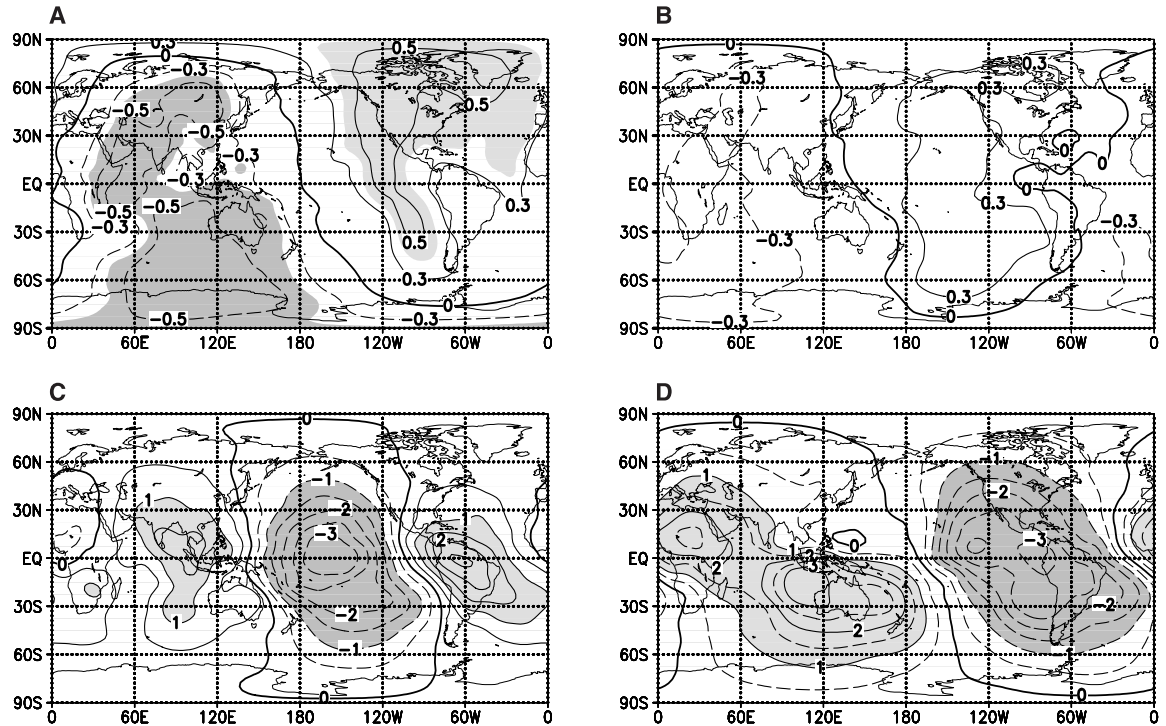 A
B
90N 0.3 0.5 90N 0 0.3
0 -0.3 -0.3 0.3
60N -0.5 0.5 60N
30N -0.5 30N 0
-0.3 0
EQ -0.3 EQ 0
-0.5 -0.5 0.3 0.3
30S -0.3 0.5 30S -0.3 -0.3
60S 0.3 60S 0.3
0 0
-0.5 -0.3 -0.3
90S 90S
0 60E 120E 180 120W 60W 0 0 60E 120E 180 120W 60W 0
C
D
90N 0 90N 0
60N -1 60N -1
1 1
30N -2 30N -2
-3 2 0 -3
EQ 0 EQ 1 2 3
2
30S 1 -2 30S 2 -2
60S -1 60S 1 1
0 0
90S 90S
0 60E 120E 180 120W 60W 0 0 60E 120E 180 120W 60W 0